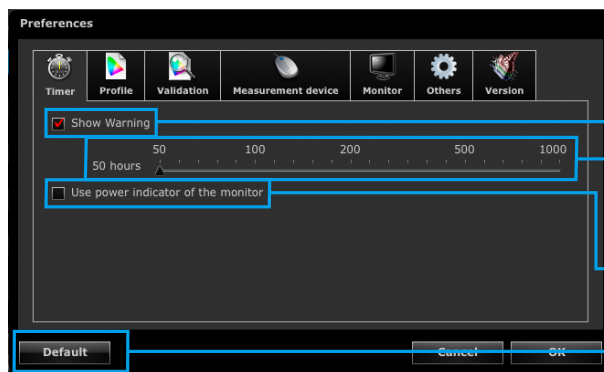 Preferences
Timer Profile Validation Measurement device Monitor Others Version
Show Warning
50 100 200 500 1000
50 hours
Use power indicator of the monitor
Default Cancel OK